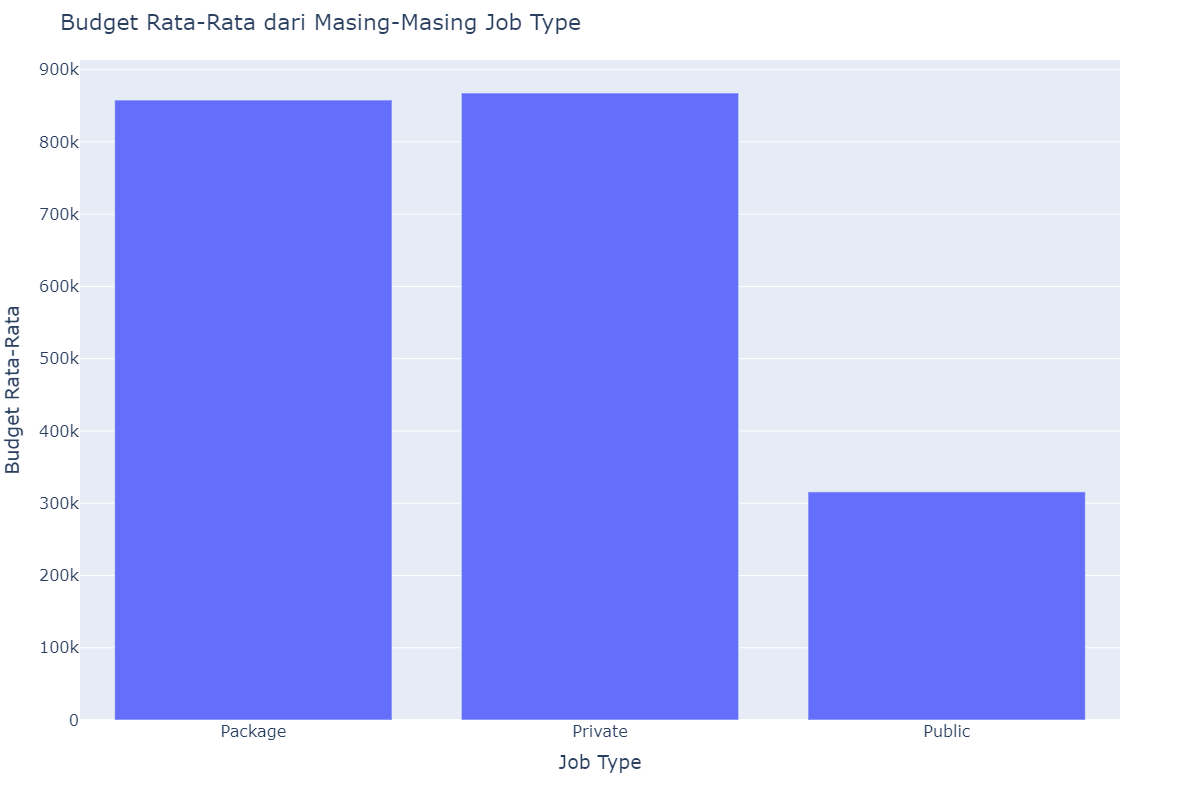 Budget Rata-Rata dari Masing-Masing Job Type
900k
800k
700k
600k
500k
400k
300k
200k
100k
0
Budget Rata-Rata
Package
Private
Public
Job Type